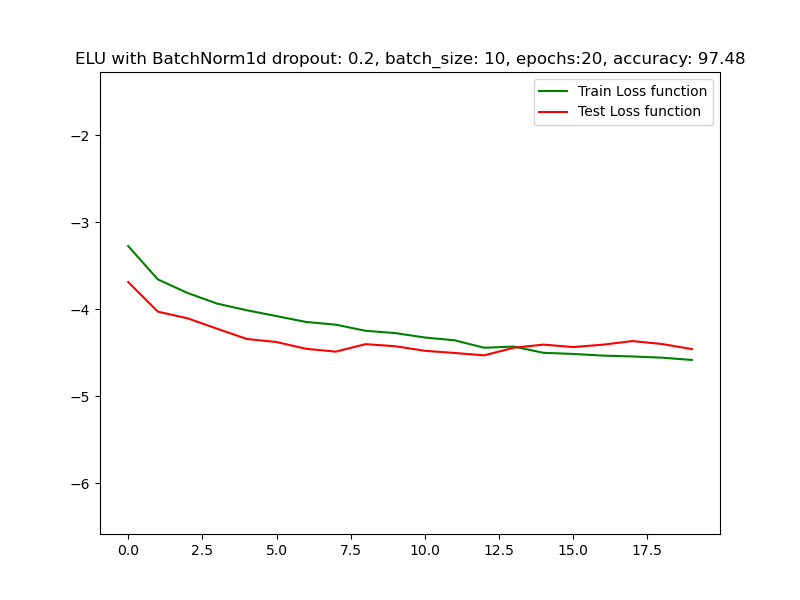 ELU with BatchNorm1d dropout: 0.2, batch_size: 10, epochs:20, accuracy: 97.48
Train Loss function
Test Loss function
−2
−3
−4
−5
−6
0.0 2.5 5.0 7.5 10.0 12.5 15.0 17.5